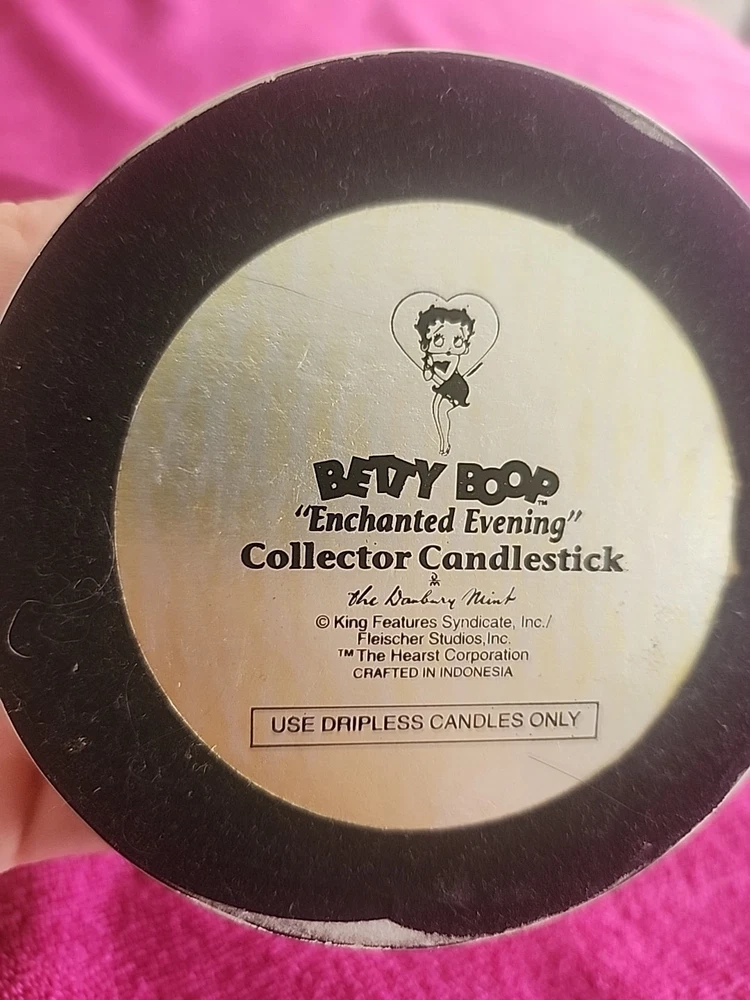 BETTY BOOP™
"Enchanted Evening"
Collector Candlestick
the Danbury Mint
© King Features Syndicate, Inc./
Fleischer Studios,Inc.
™ The Hearst Corporation
CRAFTED IN INDONESIA
USE DRIPLESS CANDLES ONLY